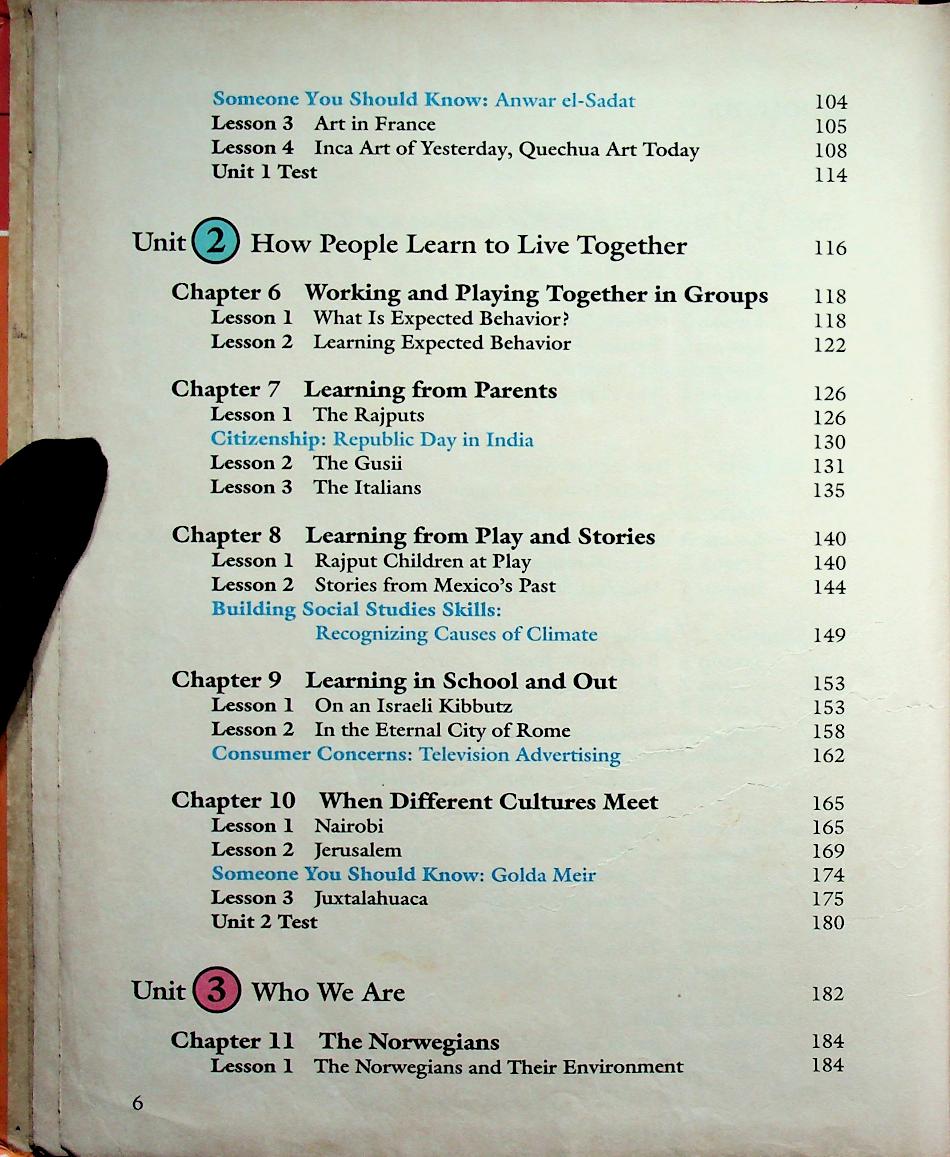 Someone You Should Know: Anwar el-Sadat 104
Lesson 3 Art in France 105
Lesson 4 Inca Art of Yesterday, Quechua Art Today 108
Unit 1 Test 114
Unit 2 How People Learn to Live Together 116
Chapter 6 Working and Playing Together in Groups 118
Lesson 1 What Is Expected Behavior? 118
Lesson 2 Learning Expected Behavior 122
Chapter 7 Learning from Parents 126
Lesson 1 The Rajputs 126
Citizenship: Republic Day in India 130
Lesson 2 The Gusii 131
Lesson 3 The Italians 135
Chapter 8 Learning from Play and Stories 140
Lesson 1 Rajput Children at Play 140
Lesson 2 Stories from Mexico's Past 144
Building Social Studies Skills:
Recognizing Causes of Climate 149
Chapter 9 Learning in School and Out 153
Lesson 1 On an Israeli Kibbutz 153
Lesson 2 In the Eternal City of Rome 158
Consumer Concerns: Television Advertising 162
Chapter 10 When Different Cultures Meet 165
Lesson 1 Nairobi 165
Lesson 2 Jerusalem 169
Someone You Should Know: Golda Meir 174
Lesson 3 Juxtalahuaca 175
Unit 2 Test 180
Unit 3 Who We Are 182
Chapter 11 The Norwegians 184
Lesson 1 The Norwegians and Their Environment 184
6